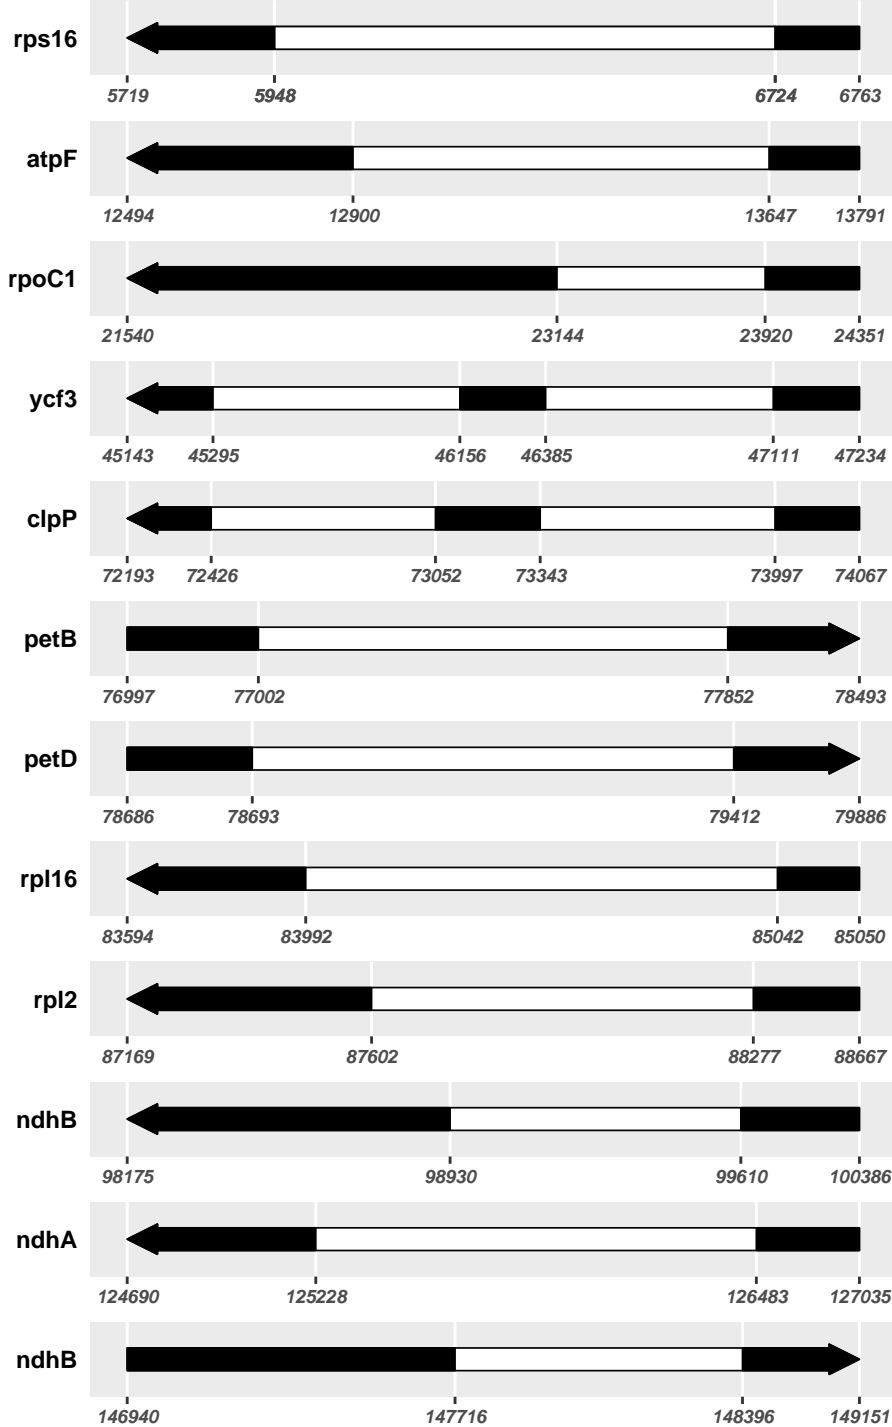 rps16
5719 5948 6724 6763
atpF
12494 12900 13647 13791
rpoC1
21540 23144 23920 24351
ycf3
45143 45295 46156 46385 47111 47234
clpP
72193 72426 73052 73343 73997 74067
petB
76997 77002 77852 78493
petD
78686 78693 79412 79886
rpl16
83594 83992 85042 85050
rpl2
87169 87602 88277 88667
ndhB
98175 98930 99610 100386
ndhA
124690 125228 126483 127035
ndhB
146940 147716 148396 149151